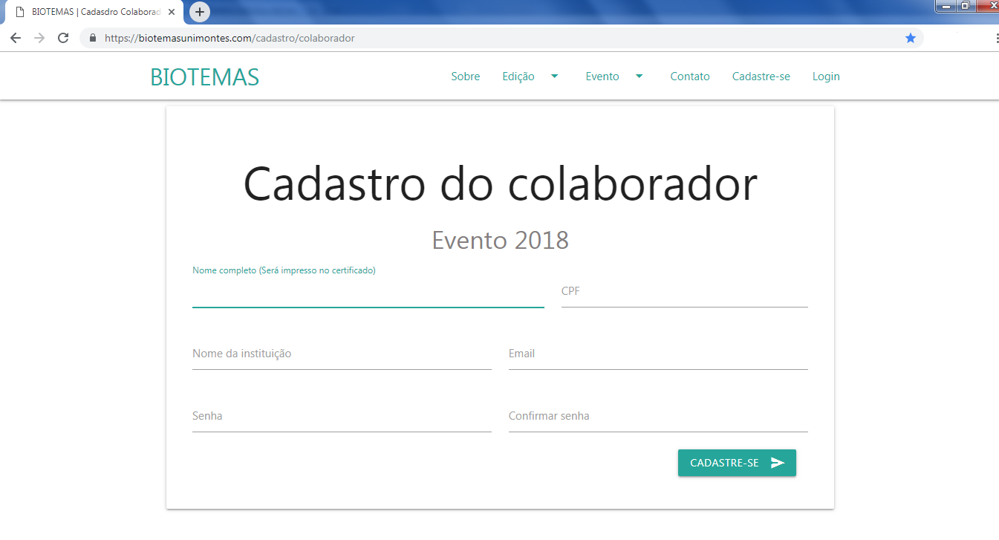 BIOTEMAS | Cadasdro Colaborad
https://biotemasunimontes.com/cadastro/colaborador
BIOTEMAS Sobre Edição Evento Contato Cadastre-se Login
Cadastro do colaborador
Evento 2018
Nome completo (Será impresso no certificado)
CPF
Nome da instituição Email
Senha Confirmar senha
CADASTRE-SE